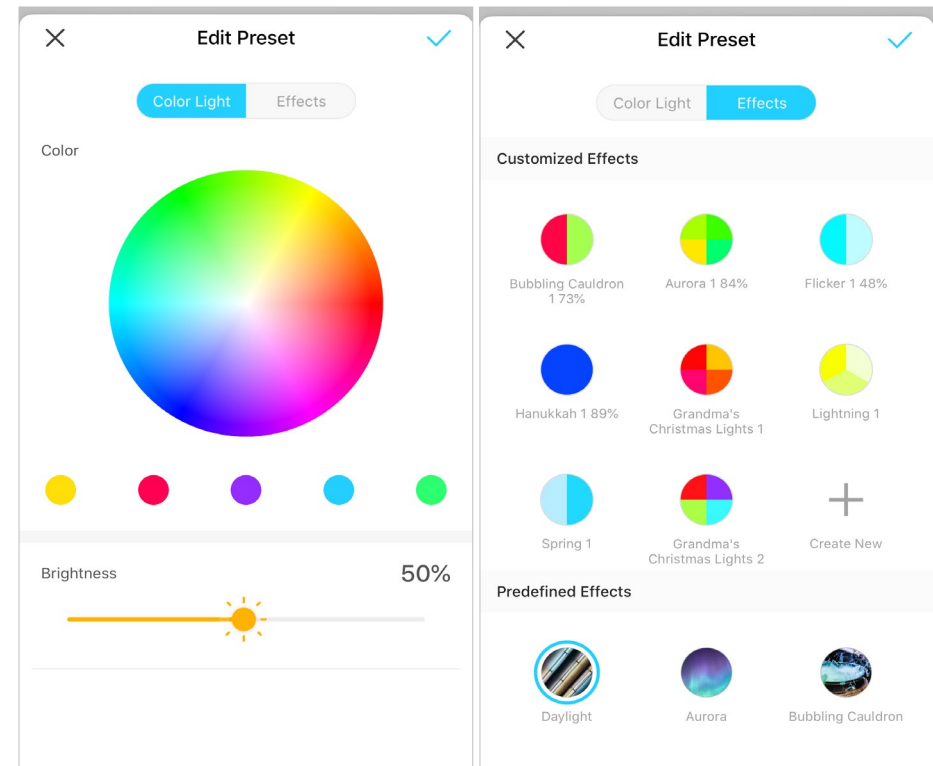 Edit Preset
Color Light
Effects
Color
Brightness
50%
Edit Preset
Color Light
Effects
Customized Effects
Bubbling Cauldron
1 73%
Aurora 1 84%
Flicker 1 48%
Hanukkah 1 89%
Grandma's
Christmas Lights 1
Lightning 1
Spring 1
Grandma's
Christmas Lights 2
Create New
Predefined Effects
Daylight
Aurora
Bubbling Cauldron